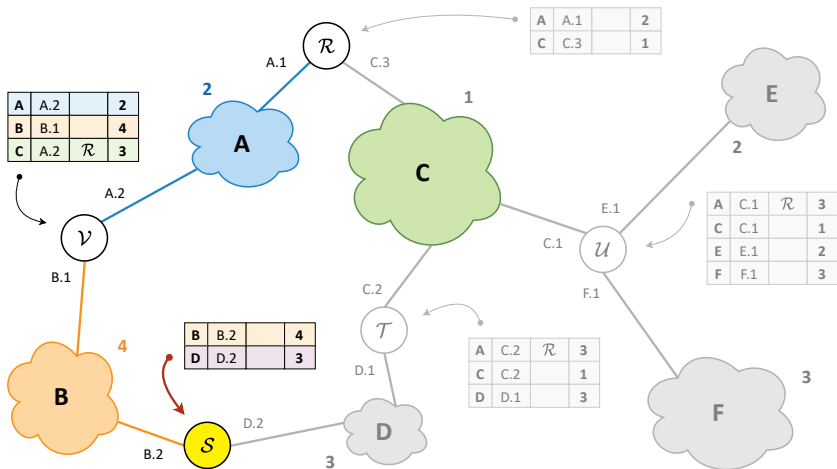 ℛ
A A.1 2
C C.3 1
A.1
C.3
E
2
1
A A.2 2
B B.1 4
C A.2 ℛ 3
A
C
2
A.2
E.1
A C.1 ℛ 3
C C.1 1
E E.1 2
F F.1 3
𝒱
C.1
𝒰
B.1
C.2
F.1
B B.2 4
D D.2 3
𝒯
4
A C.2 ℛ 3
C C.2 1
D D.1 3
D.1
3
B
F
D.2
D
𝒮
B.2
3